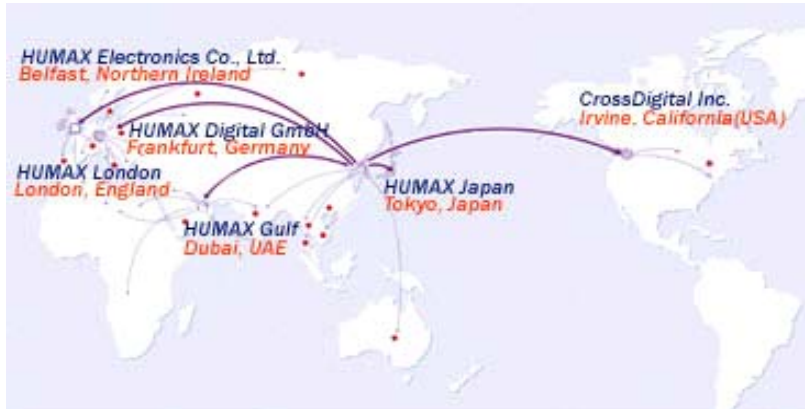 HUMAX Electronics Co., Ltd.
Belfast, Northern Ireland
CrossDigital Inc.
Irvine, California(USA)
HUMAX Digital GmbH
Frankfurt, Germany
HUMAX London
London, England
HUMAX Japan
Tokyo, Japan
HUMAX Gulf
Dubai, UAE